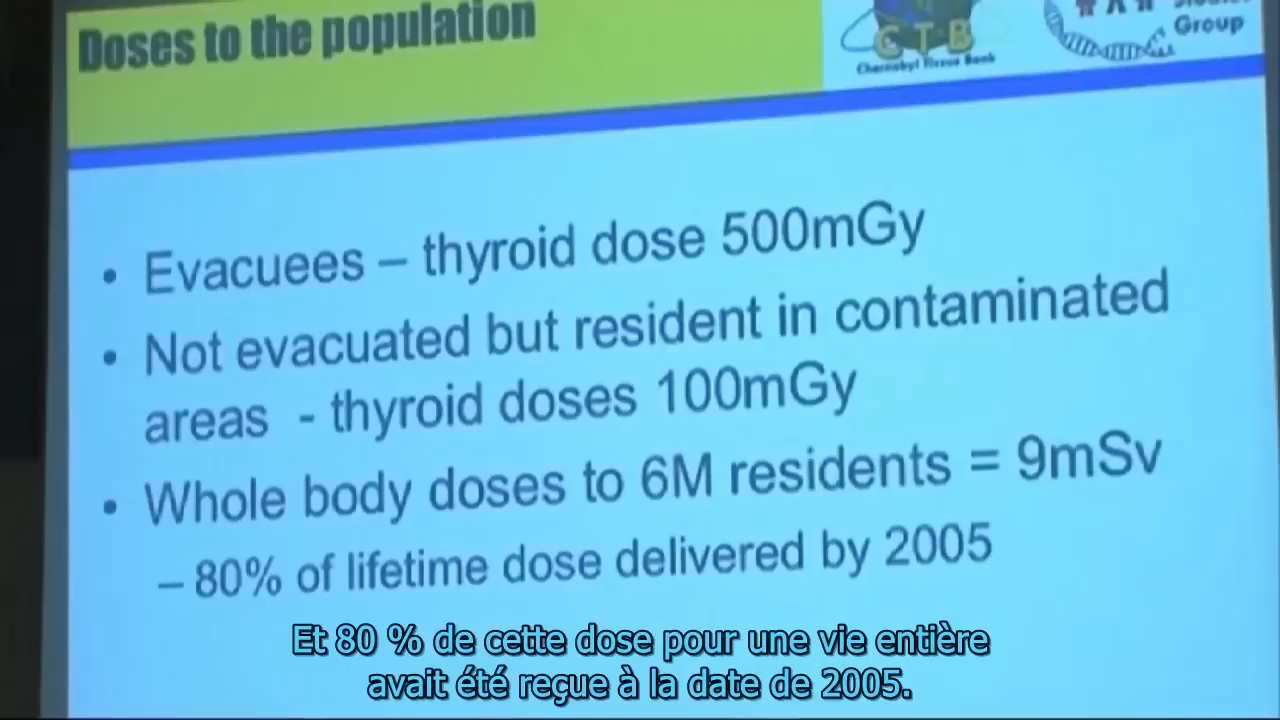 Doses to the population
CTB
Chernobyl Tissue Bank
Group
• Evacuees – thyroid dose 500mGy
• Not evacuated but resident in contaminated
areas - thyroid doses 100mGy
• Whole body doses to 6M residents = 9mSv
– 80% of lifetime dose delivered by 2005
Et 80 % de cette dose pour une vie entière
avait été reçue à la date de 2005.